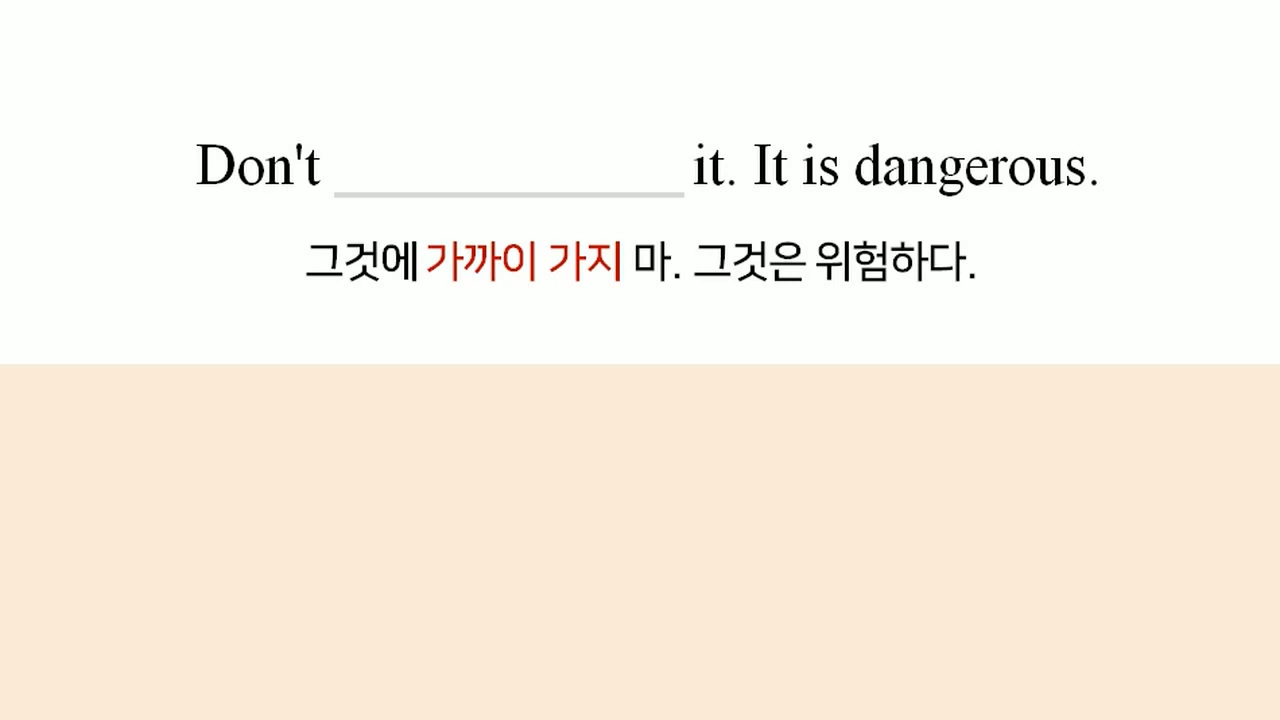 Don't ____________ it. It is dangerous.
그것에 가까이 가지 마. 그것은 위험하다.